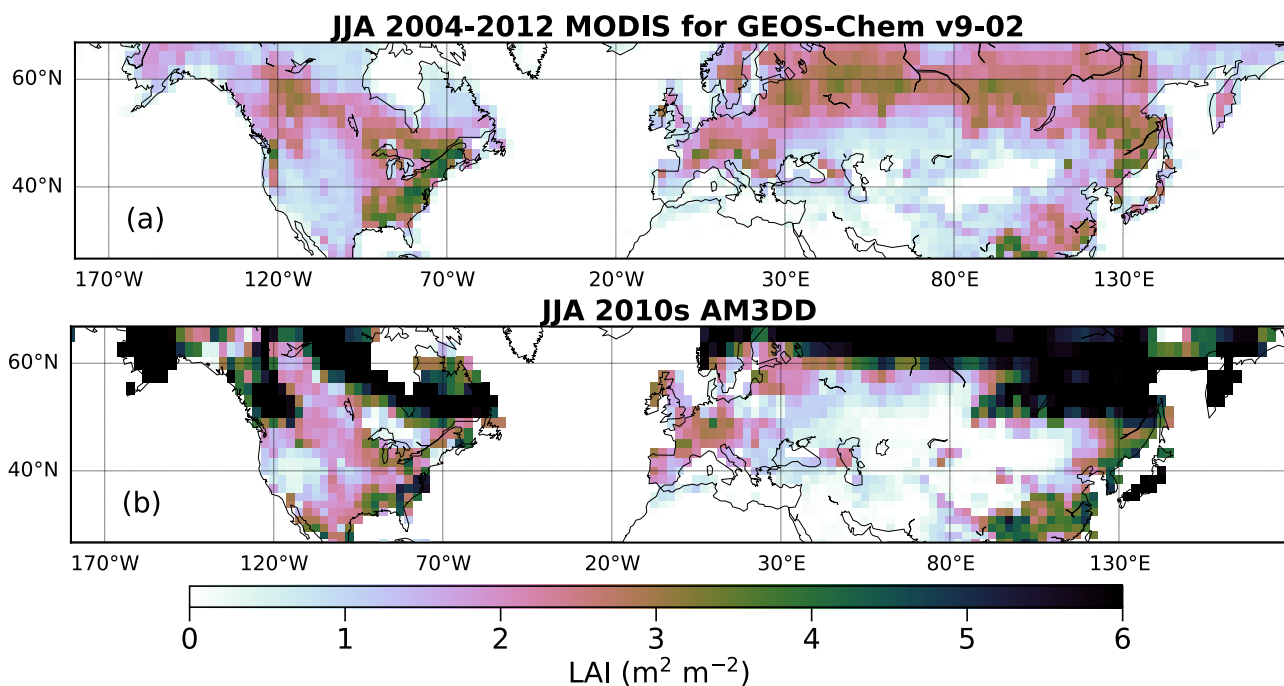 JJA 2004-2012 MODIS for GEOS-Chem v9-02
60°N
40°N
(a)
170°W 120°W 70°W 20°W 30°E 80°E 130°E
JJA 2010s AM3DD
60°N
40°N
(b)
170°W 120°W 70°W 20°W 30°E 80°E 130°E
0 1 2 3 4 5 6
LAI (m² m⁻²)